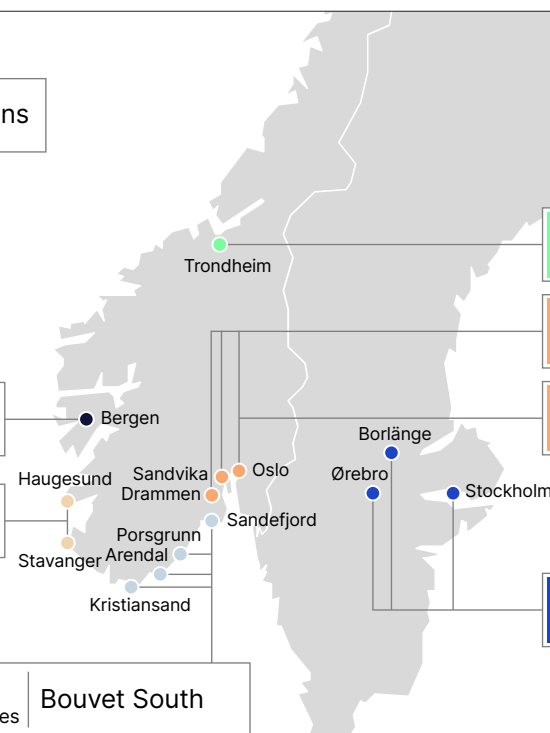 ns
Trondheim
Bergen
Borlänge
Haugesund
Sandvika
Oslo
Ørebro
Drammen
Stockholm
Sandefjord
Porsgrunn
Stavanger
Arendal
Kristiansand
Bouvet South
es